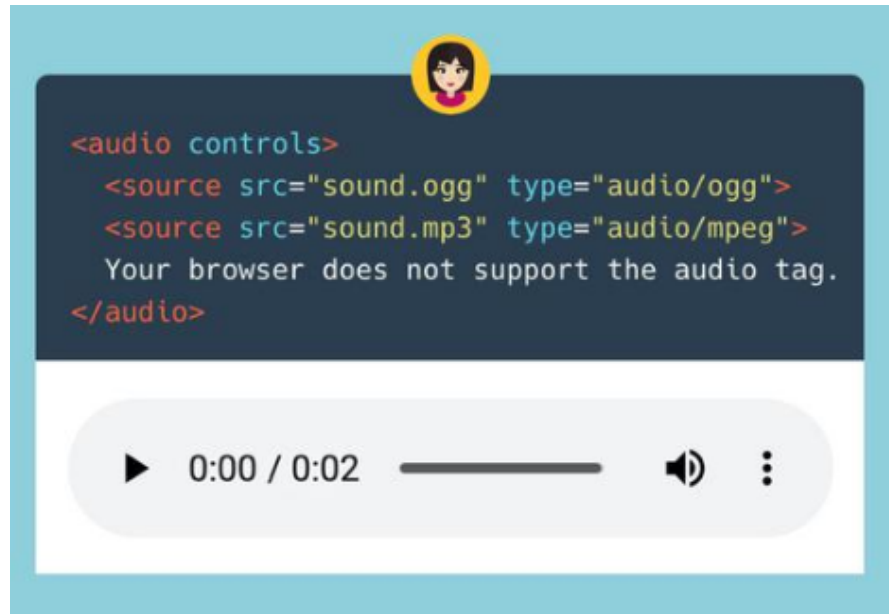 <audio controls>
<source src="sound.ogg" type="audio/ogg">
<source src="sound.mp3" type="audio/mpeg">
Your browser does not support the audio tag.
</audio>
0:00 / 0:02